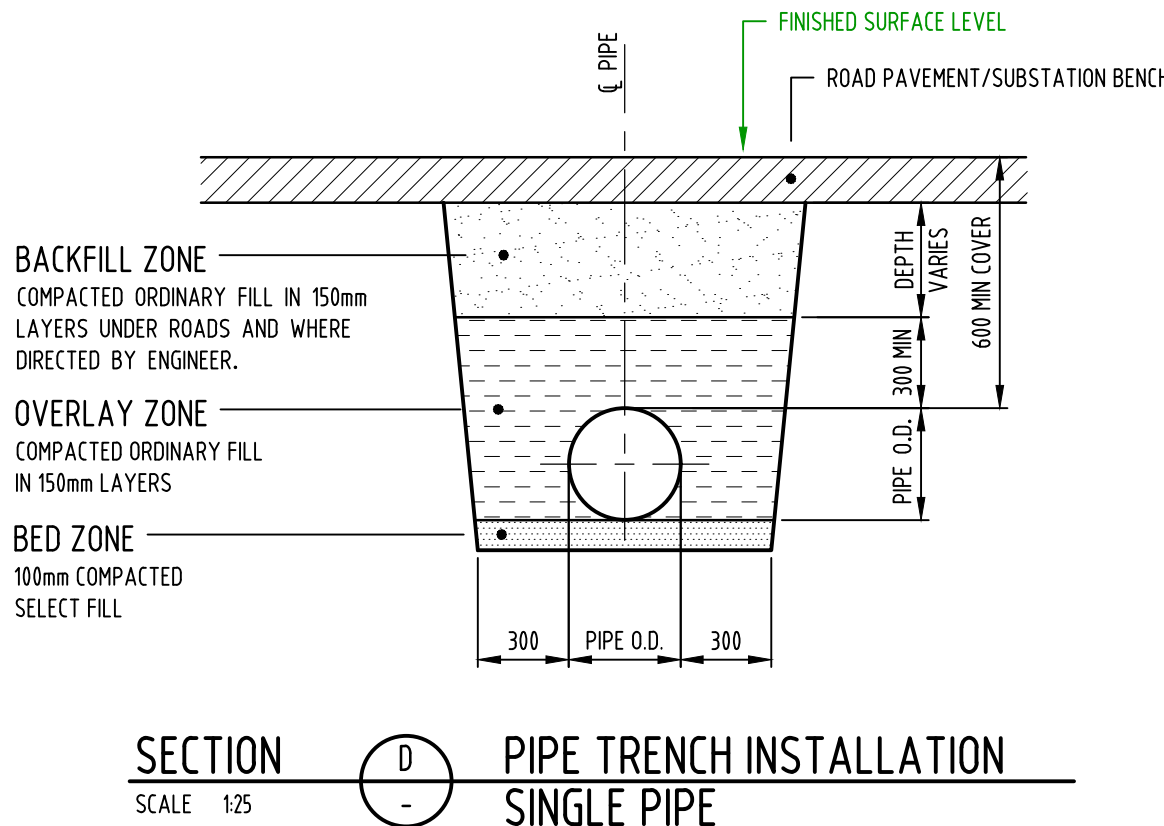 FINISHED SURFACE LEVEL
℄ PIPE
ROAD PAVEMENT/SUBSTATION BENCH
BACKFILL ZONE
COMPACTED ORDINARY FILL IN 150mm
LAYERS UNDER ROADS AND WHERE
DIRECTED BY ENGINEER.
DEPTH
VARIES
600 MIN COVER
300 MIN
OVERLAY ZONE
COMPACTED ORDINARY FILL
IN 150mm LAYERS
PIPE O.D.
BED ZONE
100mm COMPACTED
SELECT FILL
300
PIPE O.D.
300
SECTION
D
PIPE TRENCH INSTALLATION
SCALE 1:25
-
SINGLE PIPE